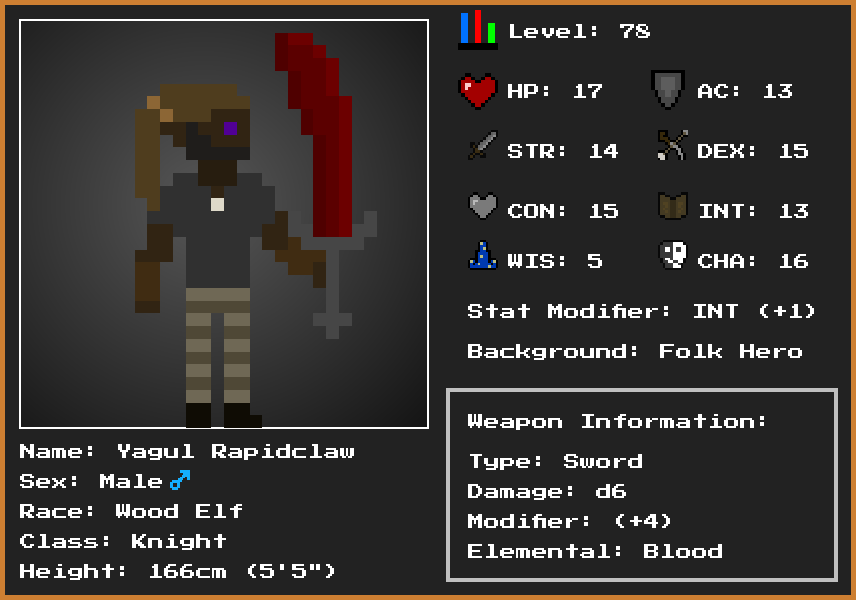 Level: 78
HP: 17 AC: 13
STR: 14 DEX: 15
CON: 15 INT: 13
WIS: 5 CHA: 16
Stat Modifier: INT (+1)
Background: Folk Hero
Name: Yagul Rapidclaw
Sex: Male ♂
Race: Wood Elf
Class: Knight
Height: 166cm (5'5")
Weapon Information:
Type: Sword
Damage: d6
Modifier: (+4)
Elemental: Blood